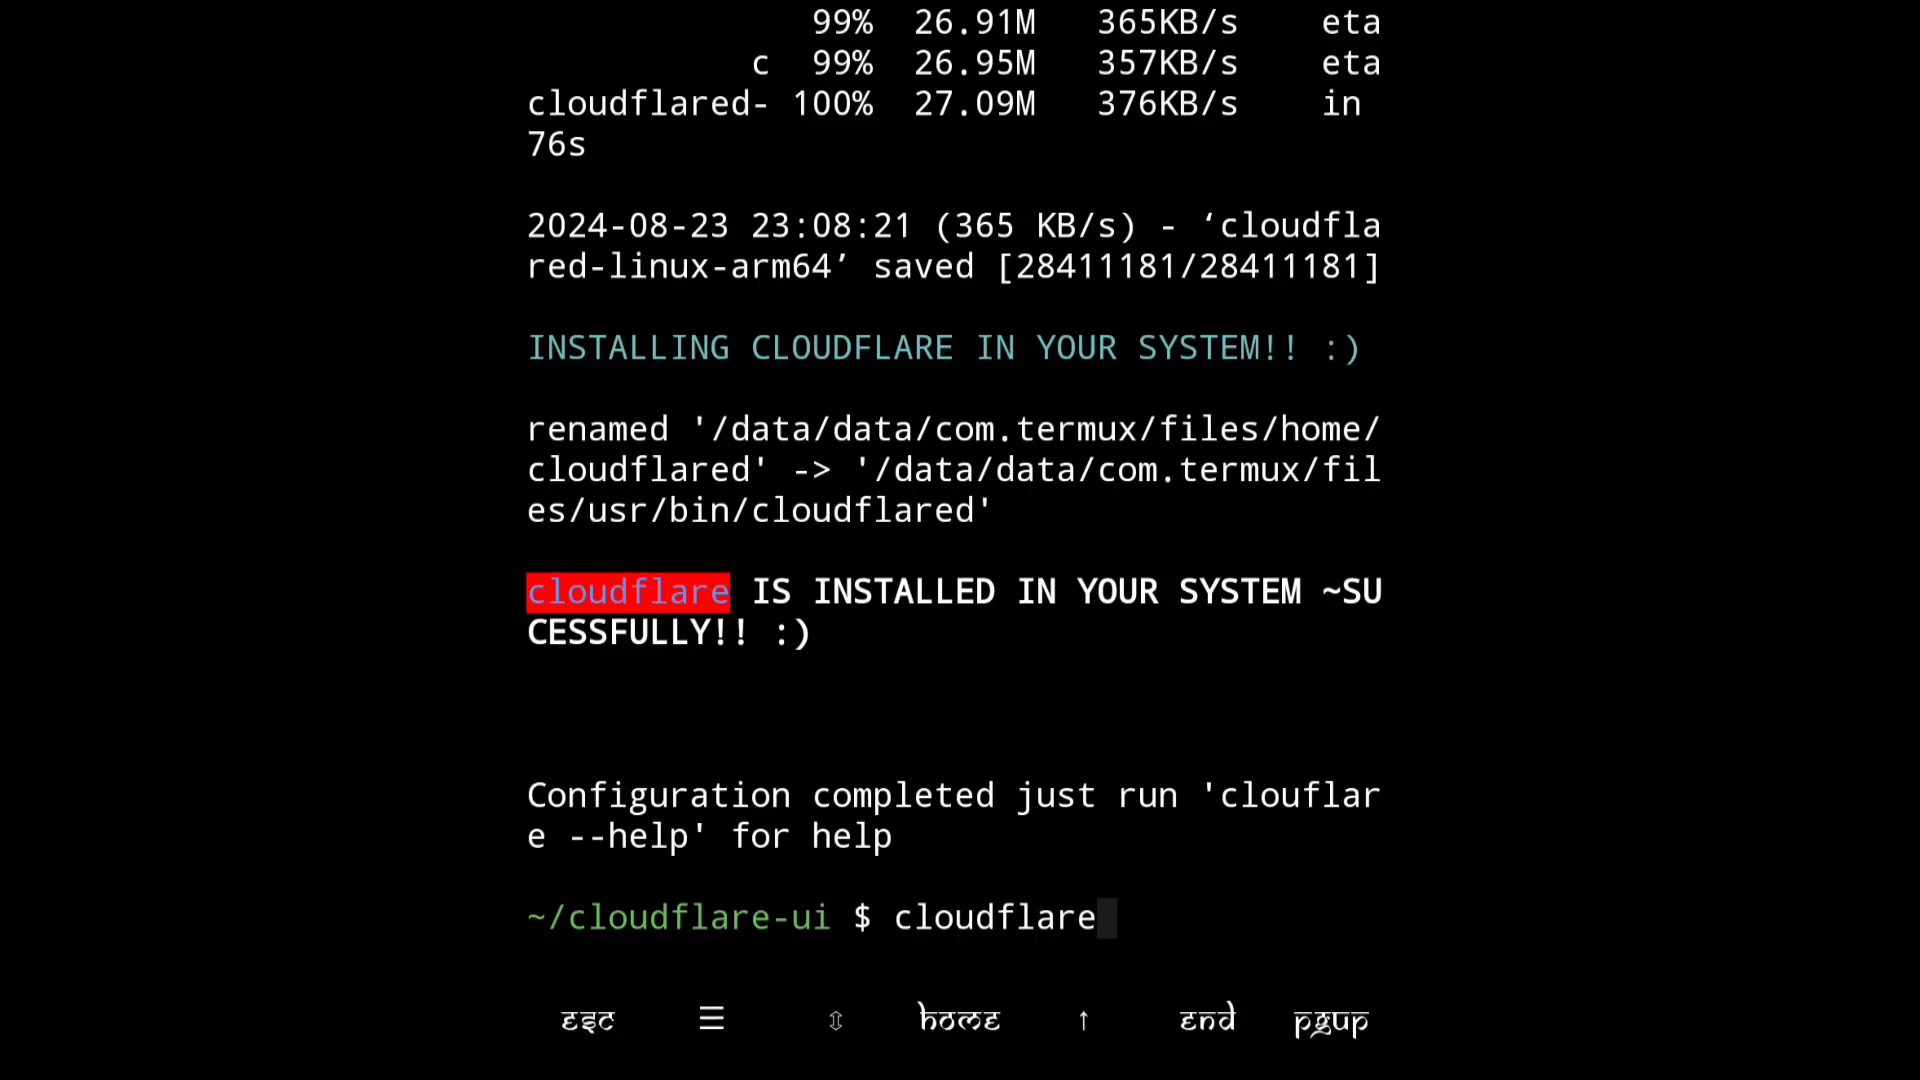 99% 26.91M 365KB/s eta
c 99% 26.95M 357KB/s eta
cloudflared- 100% 27.09M 376KB/s in
76s
2024-08-23 23:08:21 (365 KB/s) - ‘cloudfla
red-linux-arm64’ saved [28411181/28411181]
INSTALLING CLOUDFLARE IN YOUR SYSTEM!! :)
renamed '/data/data/com.termux/files/home/
cloudflared' -> '/data/data/com.termux/fil
es/usr/bin/cloudflared'
cloudflare IS INSTALLED IN YOUR SYSTEM ~SU
CESSFULLY!! :)
Configuration completed just run 'clouflar
e --help' for help
~/cloudflare-ui $ cloudflare
esc ☰ ⇳ home ↑ end pgup